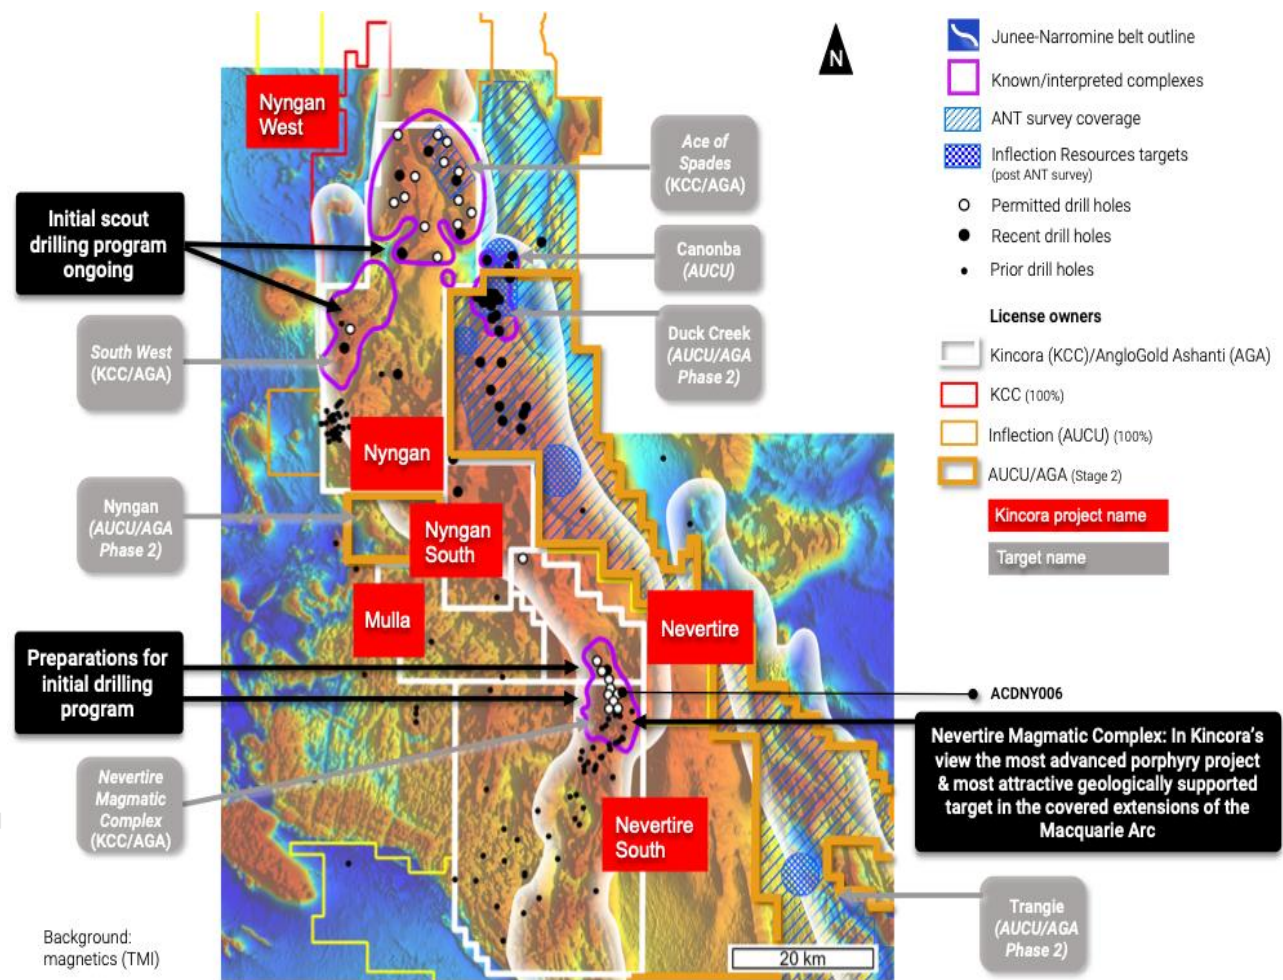 N
Junee-Narromine belt outline
Known/interpreted complexes
ANT survey coverage
Inflection Resources targets
(post ANT survey)
Permitted drill holes
Recent drill holes
Prior drill holes
License owners
Kincora (KCC)/AngloGold Ashanti (AGA)
KCC (100%)
Inflection (AUCU) (100%)
AUCU/AGA (Stage 2)
Kincora project name
Target name
Nyngan
West
Ace of
Spades
(KCC/AGA)
Initial scout
drilling program
ongoing
Canonba
(AUCU)
South West
(KCC/AGA)
Duck Creek
(AUCU/AGA
Phase 2)
Nyngan
Nyngan
(AUCU/AGA
Phase 2)
Nyngan
South
Mulla
Nevertire
Preparations for
initial drilling
program
ACDNY006
Nevertire Magmatic Complex: In Kincora's
view the most advanced porphyry project
& most attractive geologically supported
target in the covered extensions of the
Macquarie Arc
Nevertire
Magmatic
Complex
(KCC/AGA)
Nevertire
South
Trangie
(AUCU/AGA
Phase 2)
Background:
magnetics (TMI)
20 km